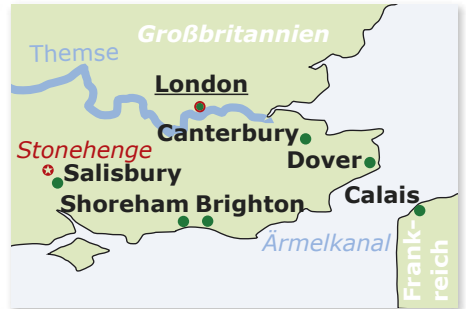 Großbritannien
Themse
London
Canterbury
Stonehenge
Dover
Salisbury
Calais
Shoreham Brighton
Ärmelkanal
Frank-
reich